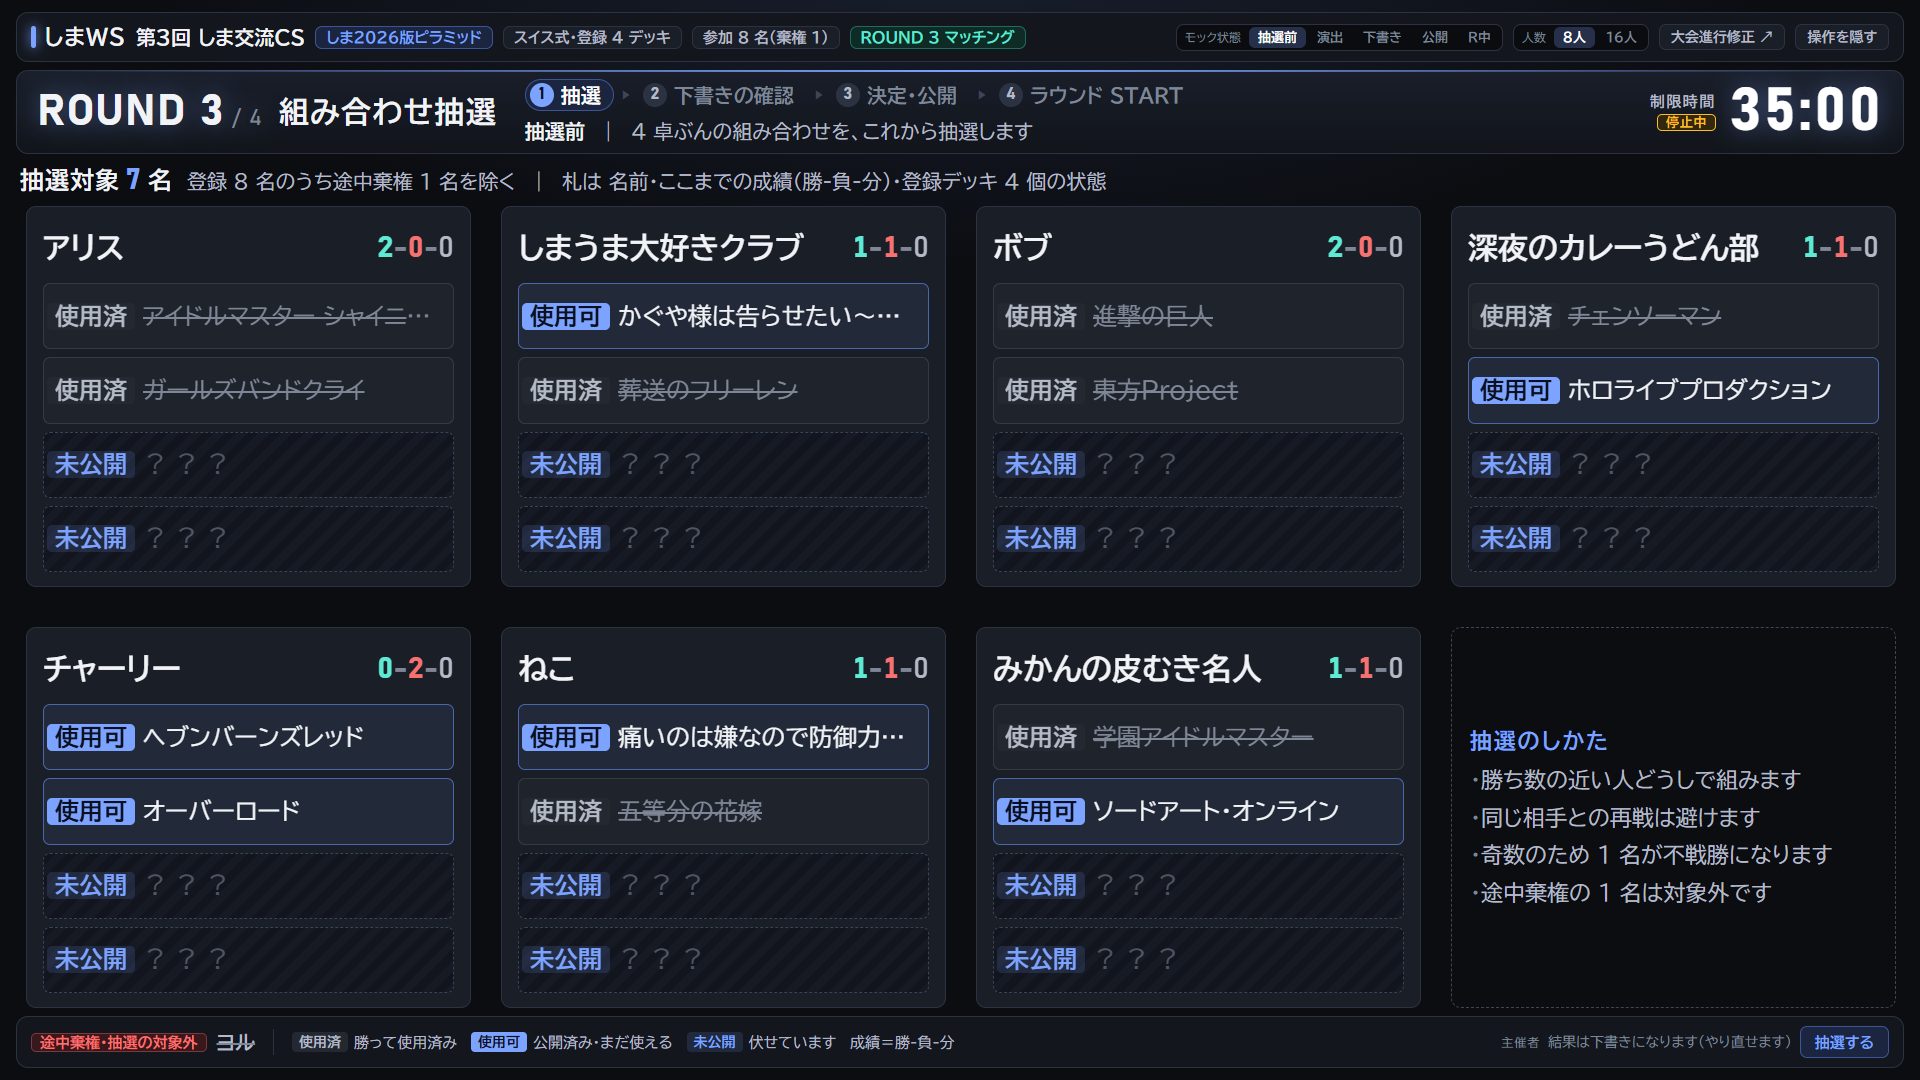 しまWS 第3回 しま交流CS しま2026版ピラミッド スイス式・登録 4 デッキ 参加 8 名(棄権 1) ROUND 3 マッチング モック状態 抽選前 演出 下書き 公開 R中 人数 8人 16人 大会進行修正 ↗ 操作を隠す
ROUND 3 / 4 組み合わせ抽選
1 抽選 ▸ 2 下書きの確認 ▸ 3 決定・公開 ▸ 4 ラウンド START
抽選前 ｜ 4 卓ぶんの組み合わせを、これから抽選します
制限時間 停止中 35:00
抽選対象 7 名 登録 8 名のうち途中棄権 1 名を除く ｜ 札は 名前・ここまでの成績(勝-負-分)・登録デッキ 4 個の状態
アリス 2-0-0
使用済 アイドルマスター シャイニ…
使用済 ガールズバンドクライ
未公開 ？？？
未公開 ？？？
しまうま大好きクラブ 1-1-0
使用可 かぐや様は告らせたい〜…
使用済 葬送のフリーレン
未公開 ？？？
未公開 ？？？
ボブ 2-0-0
使用済 進撃の巨人
使用済 東方Project
未公開 ？？？
未公開 ？？？
深夜のカレーうどん部 1-1-0
使用済 チェンソーマン
使用可 ホロライブプロダクション
未公開 ？？？
未公開 ？？？
チャーリー 0-2-0
使用可 ヘブンバーンズレッド
使用可 オーバーロード
未公開 ？？？
未公開 ？？？
ねこ 1-1-0
使用可 痛いのは嫌なので防御力…
使用済 五等分の花嫁
未公開 ？？？
未公開 ？？？
みかんの皮むき名人 1-1-0
使用済 学園アイドルマスター
使用可 ソードアート・オンライン
未公開 ？？？
未公開 ？？？
抽選のしかた
・勝ち数の近い人どうしで組みます
・同じ相手との再戦は避けます
・奇数のため 1 名が不戦勝になります
・途中棄権の 1 名は対象外です
途中棄権・抽選の対象外 ヨル 使用済 勝って使用済み 使用可 公開済み・まだ使える 未公開 伏せています 成績＝勝-負-分 主催者 結果は下書きになります(やり直せます) 抽選する